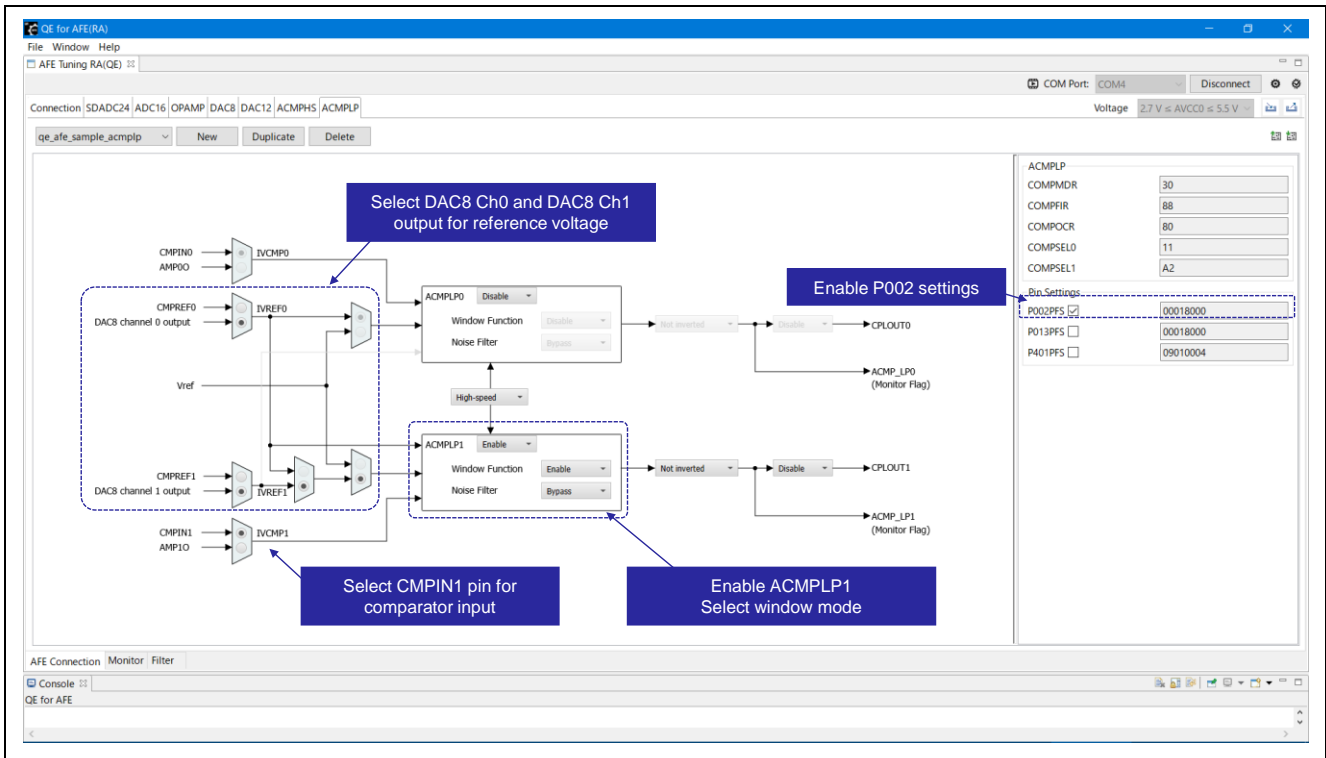 QE for AFE(RA)
File Window Help
AFE Tuning RA(QE)
COM Port: COM4 Disconnect
Connection SDADC24 ADC16 OPAMP DAC8 DAC12 ACMPHS ACMPLP
Voltage 2.7 V ≤ AVCC0 ≤ 5.5 V
qe_afe_sample_acmplp New Duplicate Delete
Select DAC8 Ch0 and DAC8 Ch1
output for reference voltage
CMPIN0
AMP0O
IVCMP0
CMPREF0
DAC8 channel 0 output
IVREF0
Vref
CMPREF1
DAC8 channel 1 output
IVREF1
CMPIN1
AMP1O
IVCMP1
ACMPLP0 Disable
Window Function Disable
Noise Filter Bypass
Not inverted
Disable
CPLOUT0
ACMP_LP0
(Monitor Flag)
High-speed
ACMPLP1 Enable
Window Function Enable
Noise Filter Bypass
Not inverted
Disable
CPLOUT1
ACMP_LP1
(Monitor Flag)
Select CMPIN1 pin for
comparator input
Enable ACMPLP1
Select window mode
Enable P002 settings
ACMPLP
COMPMDR 30
COMPFIR 88
COMPOCR 80
COMPSEL0 11
COMPSEL1 A2
Pin Settings
P002PFS 00018000
P013PFS 00018000
P401PFS 09010004
AFE Connection Monitor Filter
Console
QE for AFE